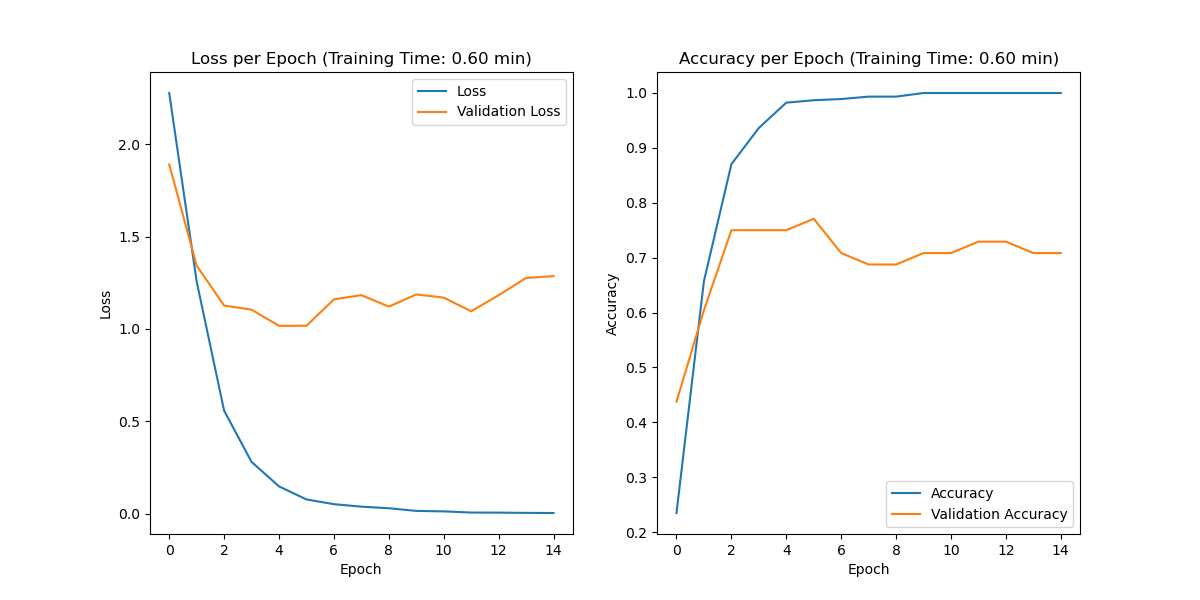 Loss per Epoch (Training Time: 0.60 min)
Loss
Validation Loss
2.0
1.5
1.0
0.5
0.0
Loss
0 2 4 6 8 10 12 14
Epoch
Accuracy per Epoch (Training Time: 0.60 min)
1.0
0.9
0.8
0.7
0.6
0.5
0.4
0.3
0.2
Accuracy
Accuracy
Validation Accuracy
0 2 4 6 8 10 12 14
Epoch